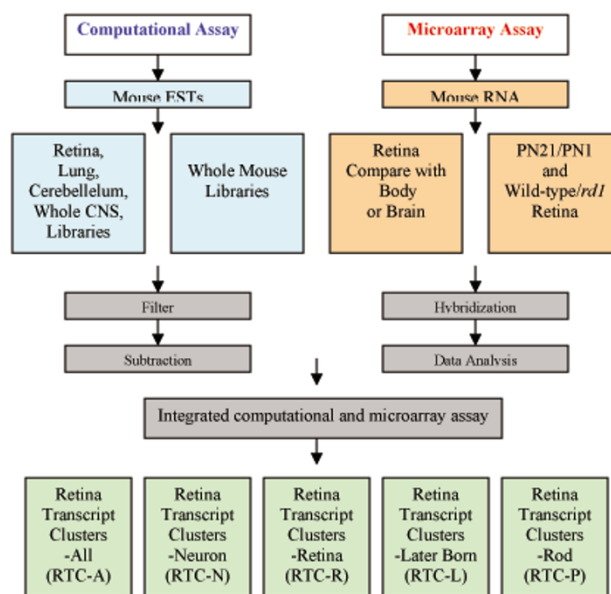 Computational Assay
Microarray Assay
Mouse ESTs
Mouse RNA
Retina,
Lung,
Cerebellelum,
Whole CNS,
Libraries
Whole Mouse
Libraries
Retina
Compare with
Body
or Brain
PN21/PN1
and
Wild-type/rd1
Retina
Filter
Hybridization
Subtraction
Data Analysis
Integrated computational and microarray assay
Retina
Transcript
Clusters
-All
(RTC-A)
Retina
Transcript
Clusters
-Neuron
(RTC-N)
Retina
Transcript
Clusters
-Retina
(RTC-R)
Retina
Transcript
Clusters
-Later Born
(RTC-L)
Retina
Transcript
Clusters
-Rod
(RTC-P)